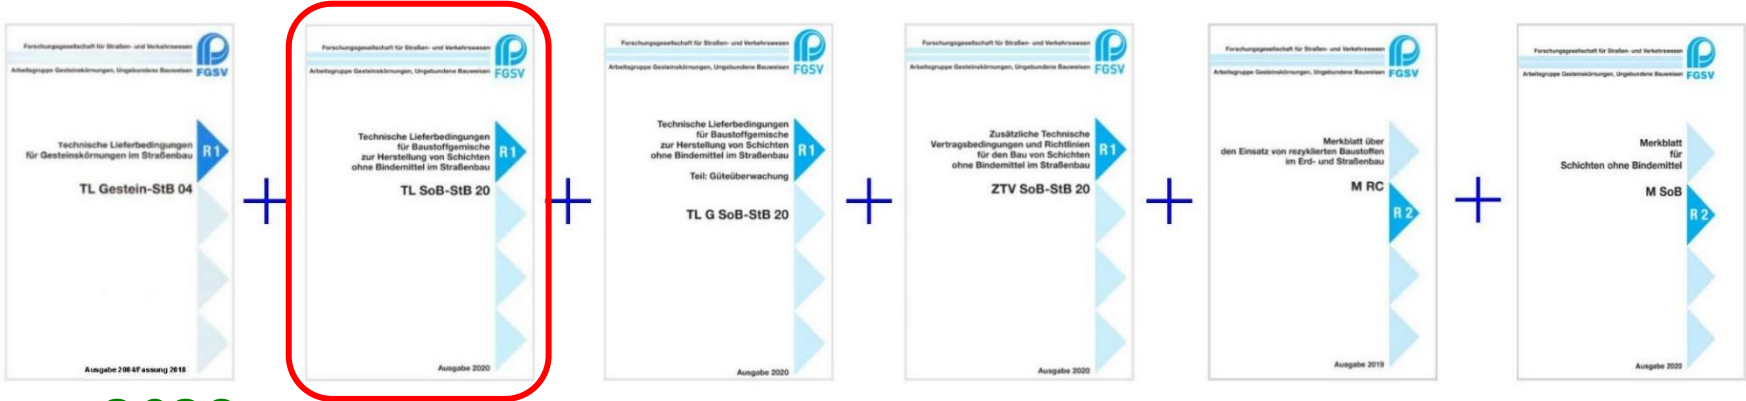 Forschungsgesellschaft für Straßen- und Verkehrswesen
FGSV
Arbeitsgruppe Gesteinskörnungen, Ungebundene Bauweisen
Technische Lieferbedingungen
für Gesteinskörnungen im Straßenbau
R1
TL Gestein-StB 04
Ausgabe 2004/Fassung 2018
+
Forschungsgesellschaft für Straßen- und Verkehrswesen
FGSV
Arbeitsgruppe Gesteinskörnungen, Ungebundene Bauweisen
Technische Lieferbedingungen
für Baustoffgemische
zur Herstellung von Schichten
ohne Bindemittel im Straßenbau
R1
TL SoB-StB 20
Ausgabe 2020
+
Forschungsgesellschaft für Straßen- und Verkehrswesen
FGSV
Arbeitsgruppe Gesteinskörnungen, Ungebundene Bauweisen
Technische Lieferbedingungen
für Baustoffgemische
zur Herstellung von Schichten
ohne Bindemittel im Straßenbau
R1
Teil: Güteüberwachung
TL G SoB-StB 20
Ausgabe 2020
+
Forschungsgesellschaft für Straßen- und Verkehrswesen
FGSV
Arbeitsgruppe Gesteinskörnungen, Ungebundene Bauweisen
Zusätzliche Technische
Vertragsbedingungen und Richtlinien
für den Bau von Schichten
ohne Bindemittel im Straßenbau
R1
ZTV SoB-StB 20
Ausgabe 2020
+
Forschungsgesellschaft für Straßen- und Verkehrswesen
FGSV
Arbeitsgruppe Gesteinskörnungen, Ungebundene Bauweisen
Merkblatt über
den Einsatz von rezyklierten Baustoffen
im Erd- und Straßenbau
M RC
R 2
Ausgabe 2019
+
Forschungsgesellschaft für Straßen- und Verkehrswesen
FGSV
Arbeitsgruppe Gesteinskörnungen, Ungebundene Bauweisen
Merkblatt
für
Schichten ohne Bindemittel
M SoB
R 2
Ausgabe 2020